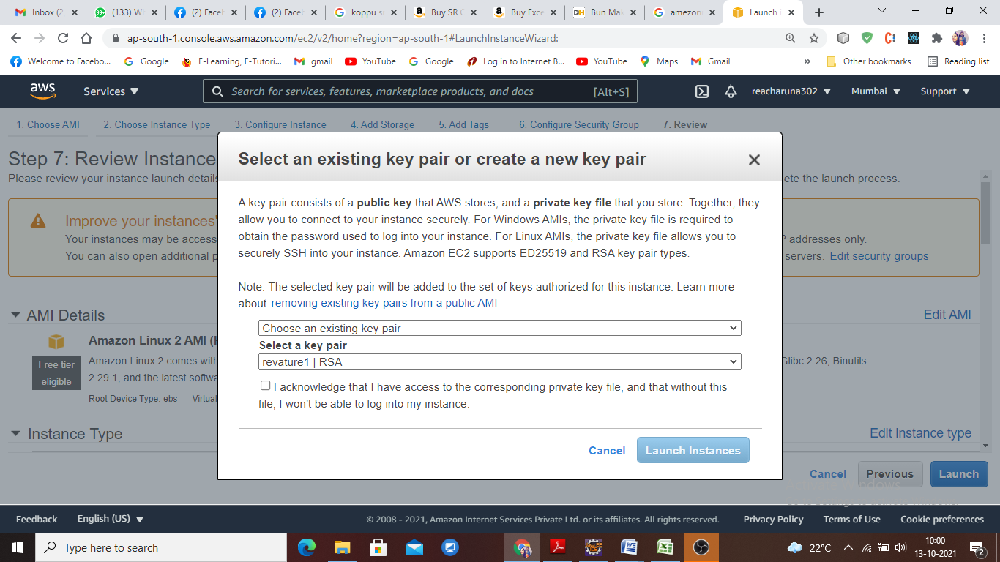 Inbox (2
(133) W
(2) Faceb
(2) Faceb
koppu s
Buy SR C
Buy Exce
Bun Mak
amezon
Launch i
ap-south-1.console.aws.amazon.com/ec2/v2/home?region=ap-south-1#LaunchInstanceWizard:
Welcome to Facebo...
Google
E-Learning, E-Tutori...
gmail
YouTube
Google
Log in to Internet B...
YouTube
Maps
Gmail
»
Other bookmarks
Reading list
aws
Services
Search for services, features, marketplace products, and docs
[Alt+S]
reacharuna302
Mumbai
Support
1. Choose AMI
2. Choose Instance Type
3. Configure Instance
4. Add Storage
5. Add Tags
6. Configure Security Group
7. Review
Step 7: Review Instance
Please review your instance launch details
lete the launch process.
Improve your instances'
Your instances may be access
P addresses only.
You can also open additional p
servers. Edit security groups
AMI Details
Edit AMI
Amazon Linux 2 AMI (H
Free tier
eligible
Amazon Linux 2 comes with
Glibc 2.26, Binutils
2.29.1, and the latest softwa
Root Device Type: ebs
Virtual
Instance Type
Edit instance type
Select an existing key pair or create a new key pair
A key pair consists of a public key that AWS stores, and a private key file that you store. Together, they
allow you to connect to your instance securely. For Windows AMIs, the private key file is required to
obtain the password used to log into your instance. For Linux AMIs, the private key file allows you to
securely SSH into your instance. Amazon EC2 supports ED25519 and RSA key pair types.
Note: The selected key pair will be added to the set of keys authorized for this instance. Learn more
about removing existing key pairs from a public AMI .
Choose an existing key pair
Select a key pair
revature1 | RSA
I acknowledge that I have access to the corresponding private key file, and that without this
file, I won't be able to log into my instance.
Cancel
Launch Instances
Cancel
Previous
Launch
Feedback
English (US)
© 2008 - 2021, Amazon Internet Services Private Ltd. or its affiliates. All rights reserved.
Privacy Policy
Terms of Use
Cookie preferences
Type here to search
22°C
10:00
13-10-2021
2